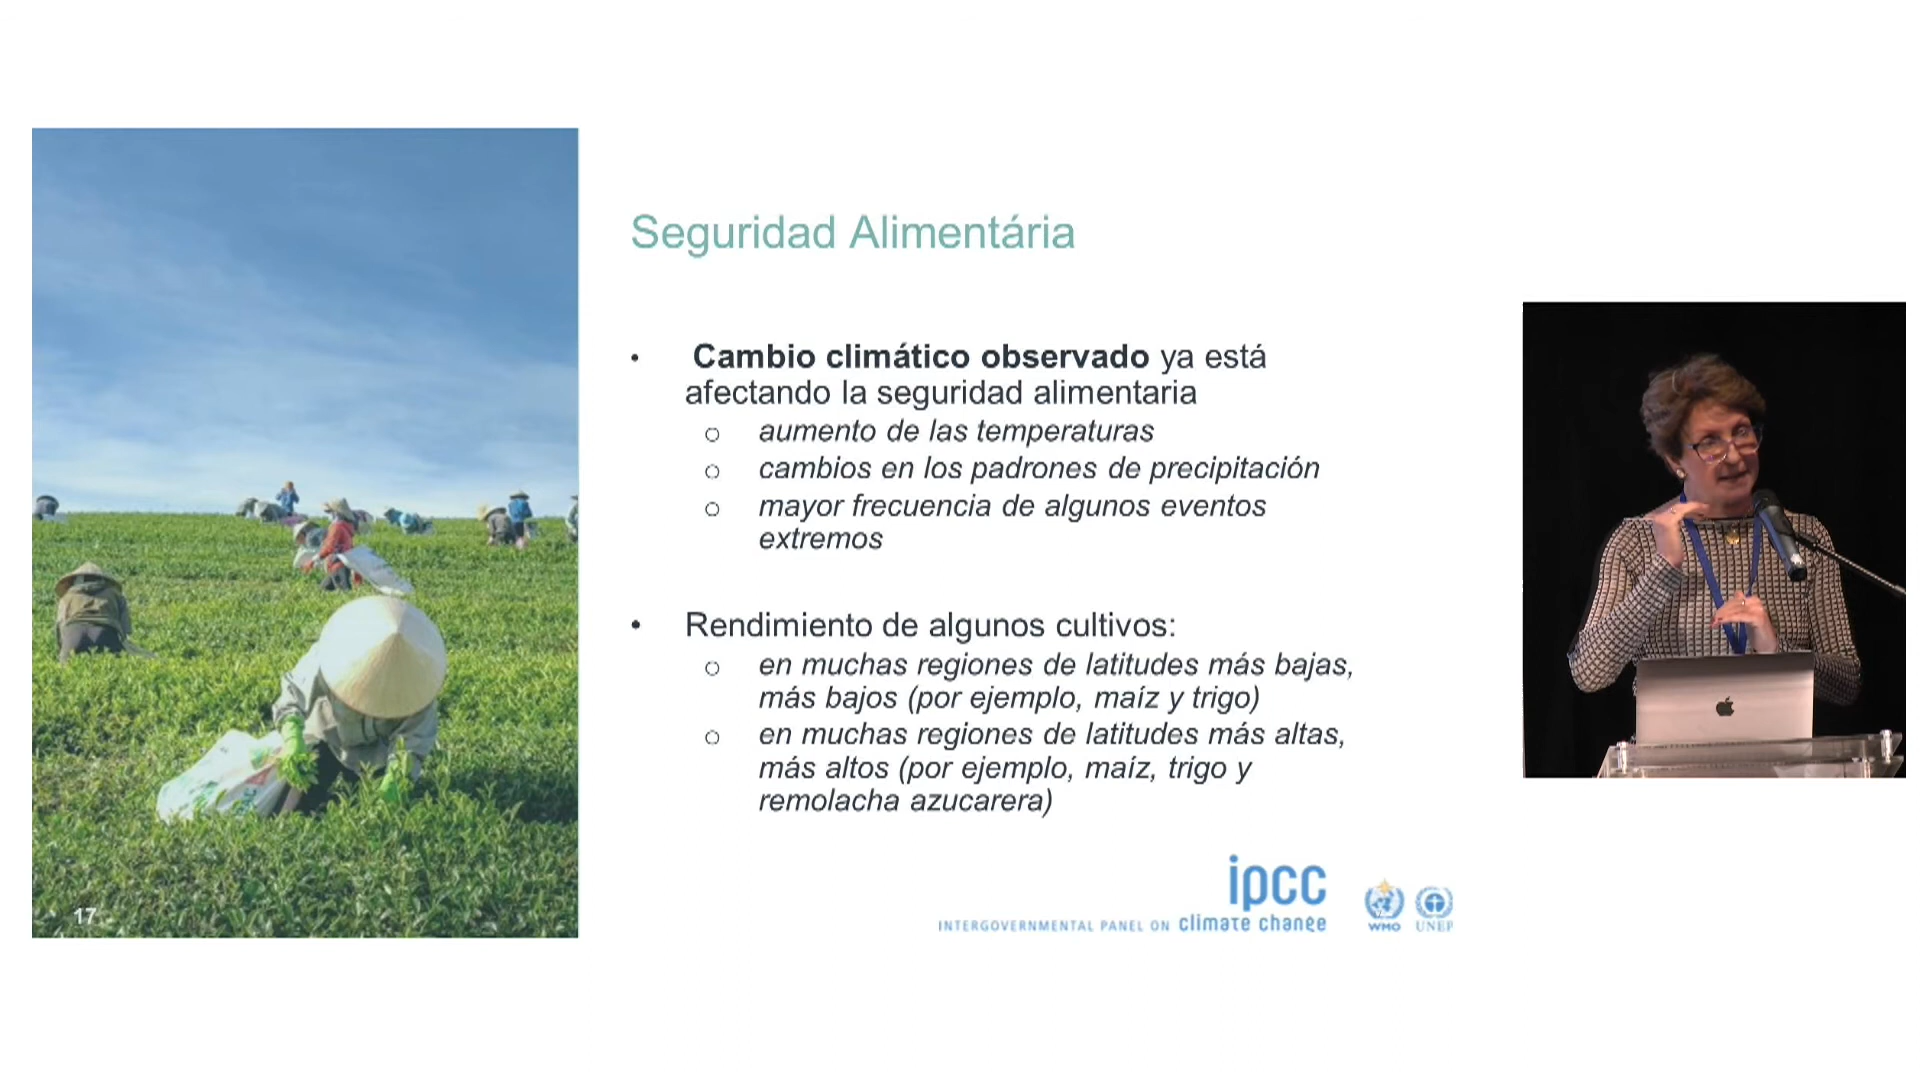 Seguridad Alimentária
• Cambio climático observado ya está
afectando la seguridad alimentaria
o aumento de las temperaturas
o cambios en los padrones de precipitación
o mayor frecuencia de algunos eventos
extremos
• Rendimiento de algunos cultivos:
o en muchas regiones de latitudes más bajas,
más bajos (por ejemplo, maíz y trigo)
o en muchas regiones de latitudes más altas,
más altos (por ejemplo, maíz, trigo y
remolacha azucarera)
17
ipcc
INTERGOVERNMENTAL PANEL ON climate change
WMO UNEP